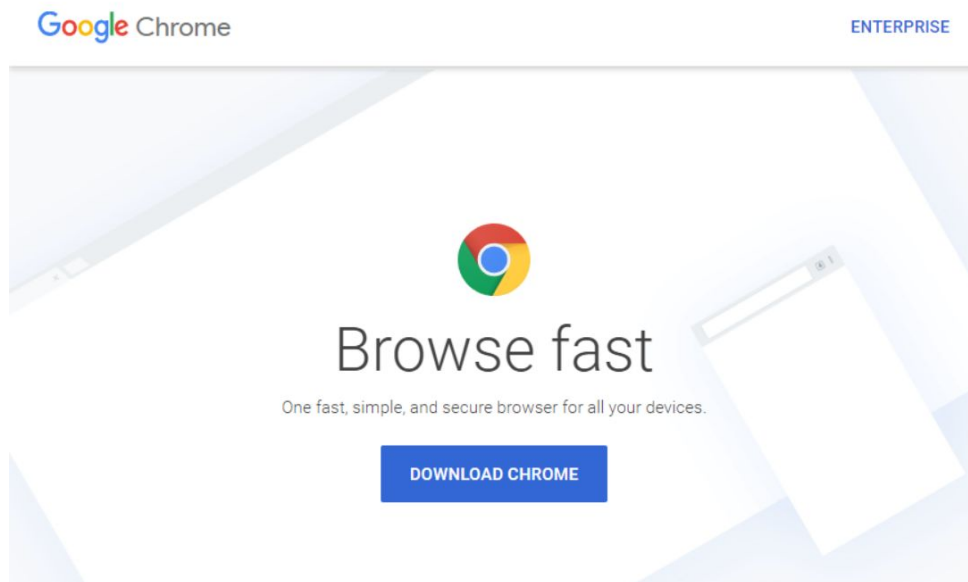 Google Chrome
ENTERPRISE
Browse fast
One fast, simple, and secure browser for all your devices.
DOWNLOAD CHROME